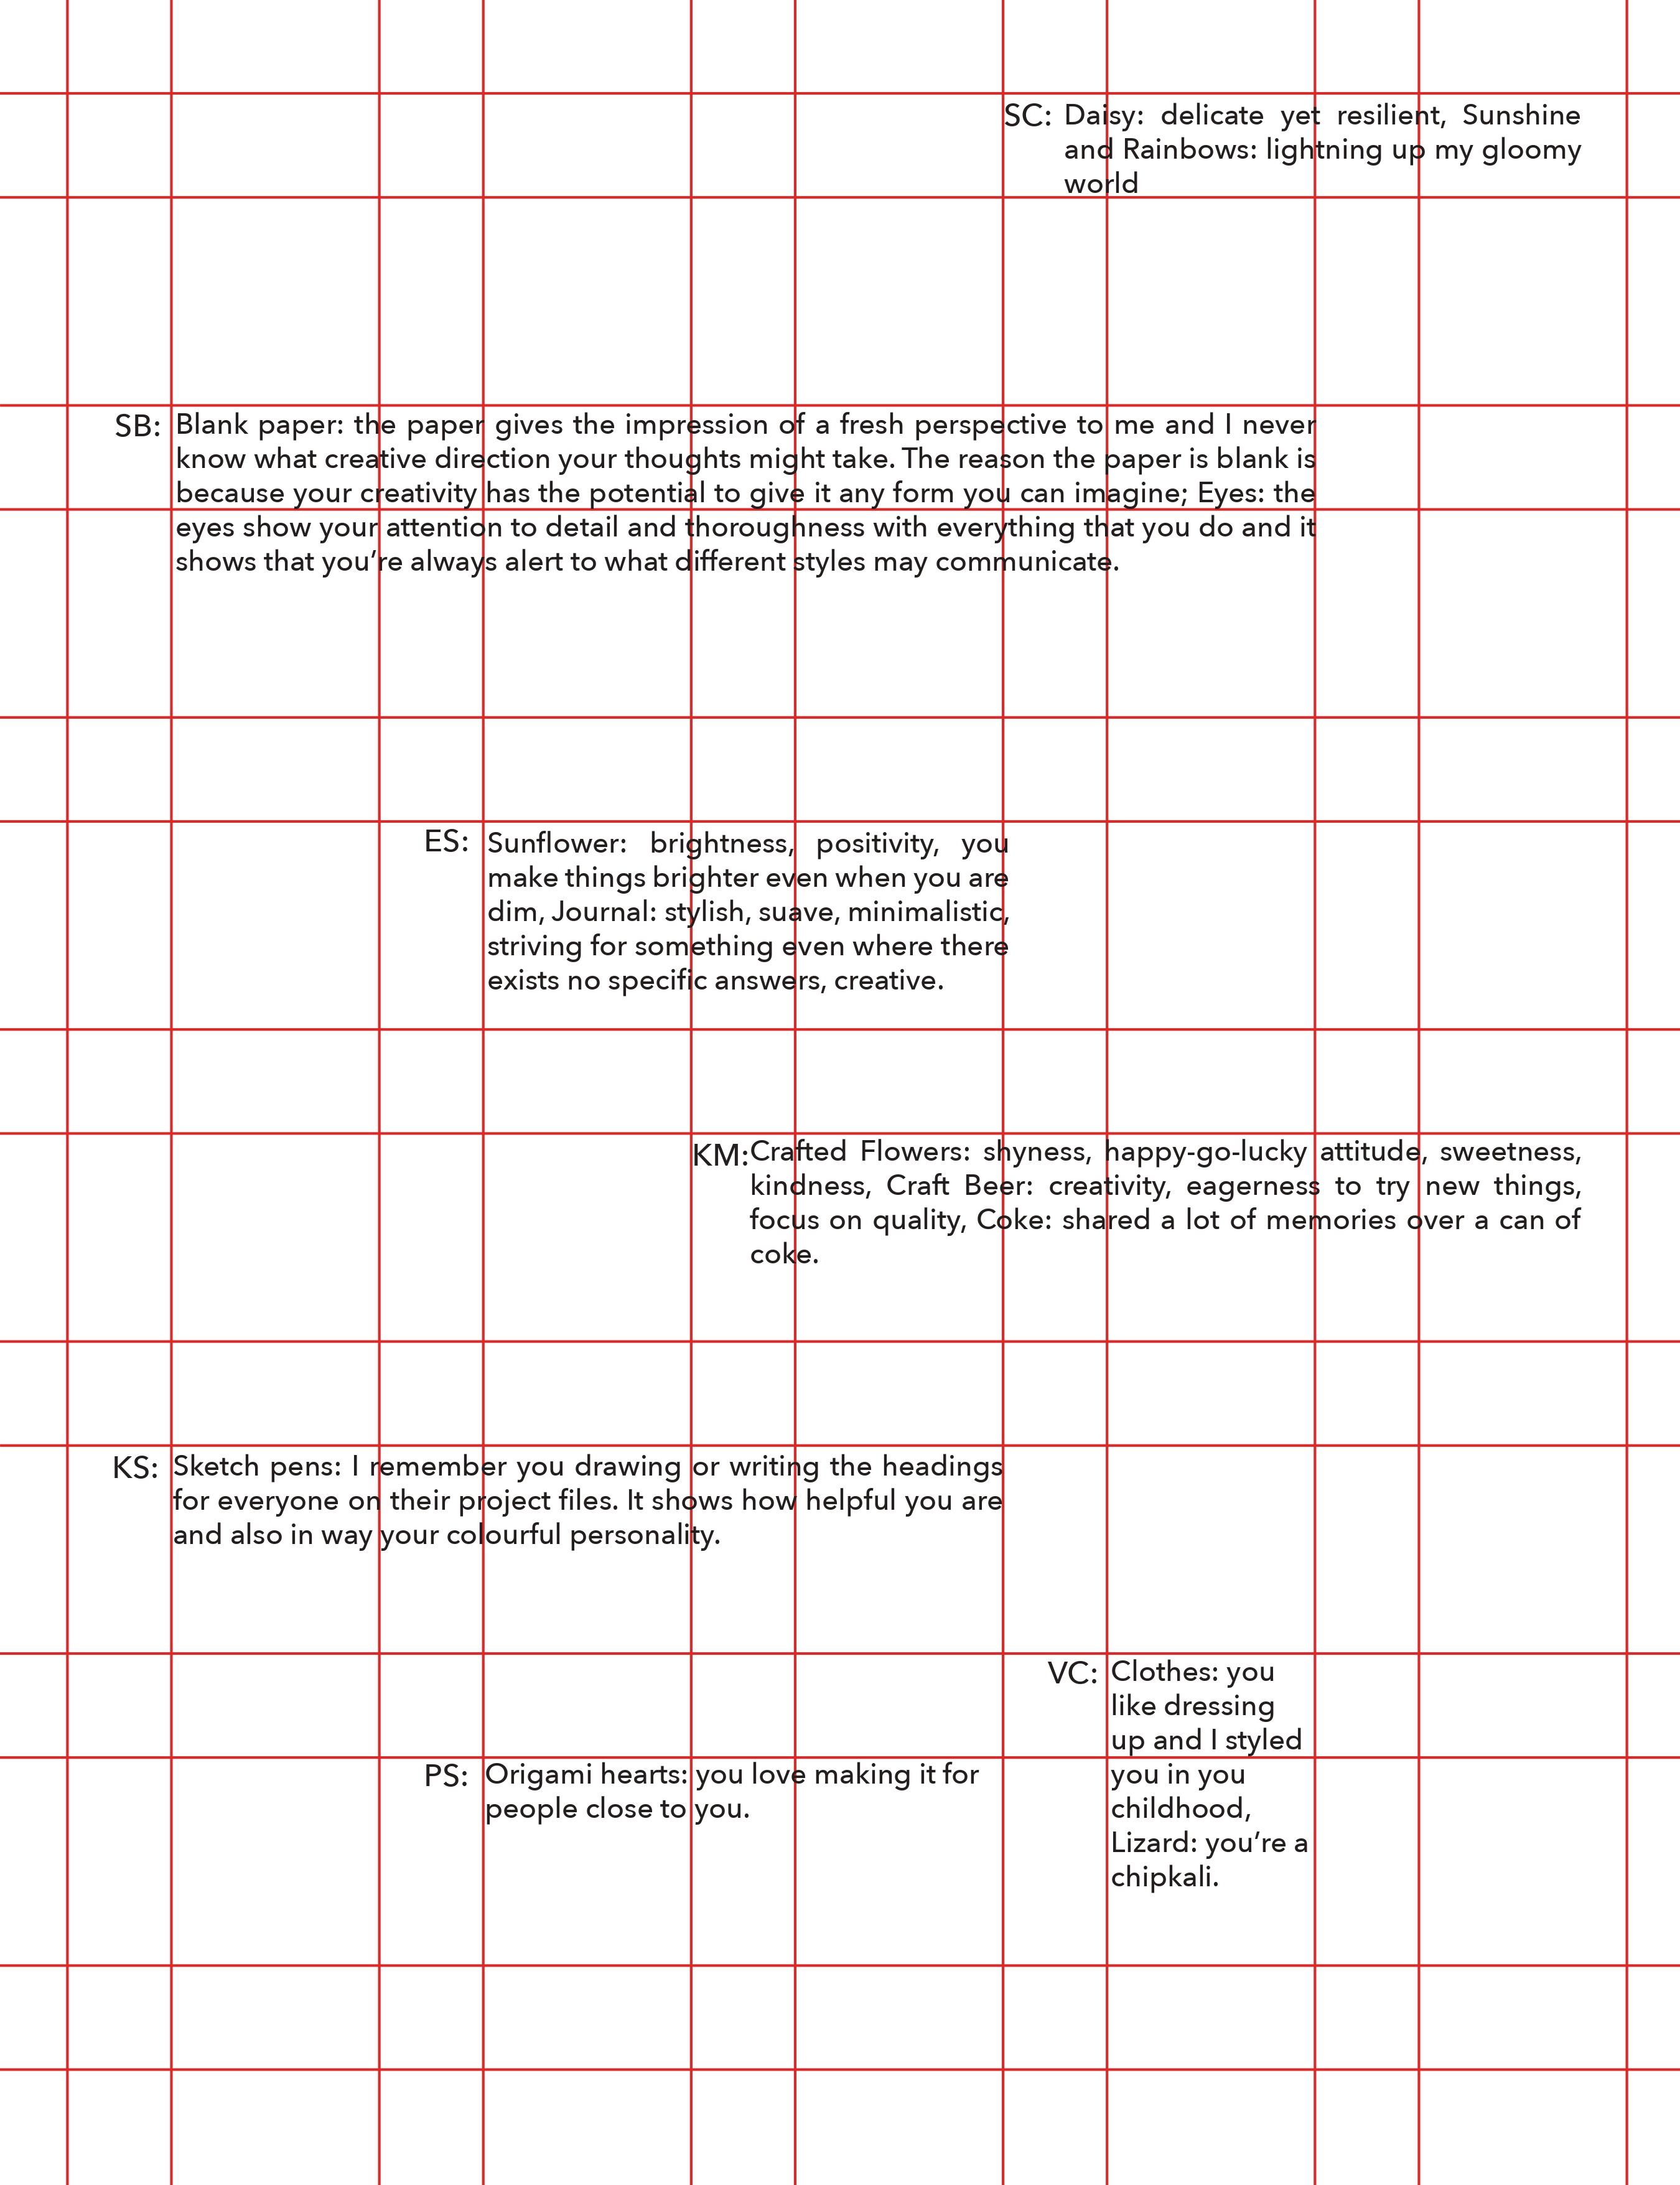 SC: Daisy: delicate yet resilient, Sunshine
and Rainbows: lightning up my gloomy
world
SB: Blank paper: the paper gives the impression of a fresh perspective to me and I never
know what creative direction your thoughts might take. The reason the paper is blank is
because your creativity has the potential to give it any form you can imagine; Eyes: the
eyes show your attention to detail and thoroughness with everything that you do and it
shows that you’re always alert to what different styles may communicate.
ES: Sunflower: brightness, positivity, you
make things brighter even when you are
dim, Journal: stylish, suave, minimalistic,
striving for something even where there
exists no specific answers, creative.
KM: Crafted Flowers: shyness, happy-go-lucky attitude, sweetness,
kindness, Craft Beer: creativity, eagerness to try new things,
focus on quality, Coke: shared a lot of memories over a can of
coke.
KS: Sketch pens: I remember you drawing or writing the headings
for everyone on their project files. It shows how helpful you are
and also in way your colourful personality.
VC: Clothes: you
like dressing
up and I styled
you in you
childhood,
Lizard: you’re a
chipkali.
PS: Origami hearts: you love making it for
people close to you.